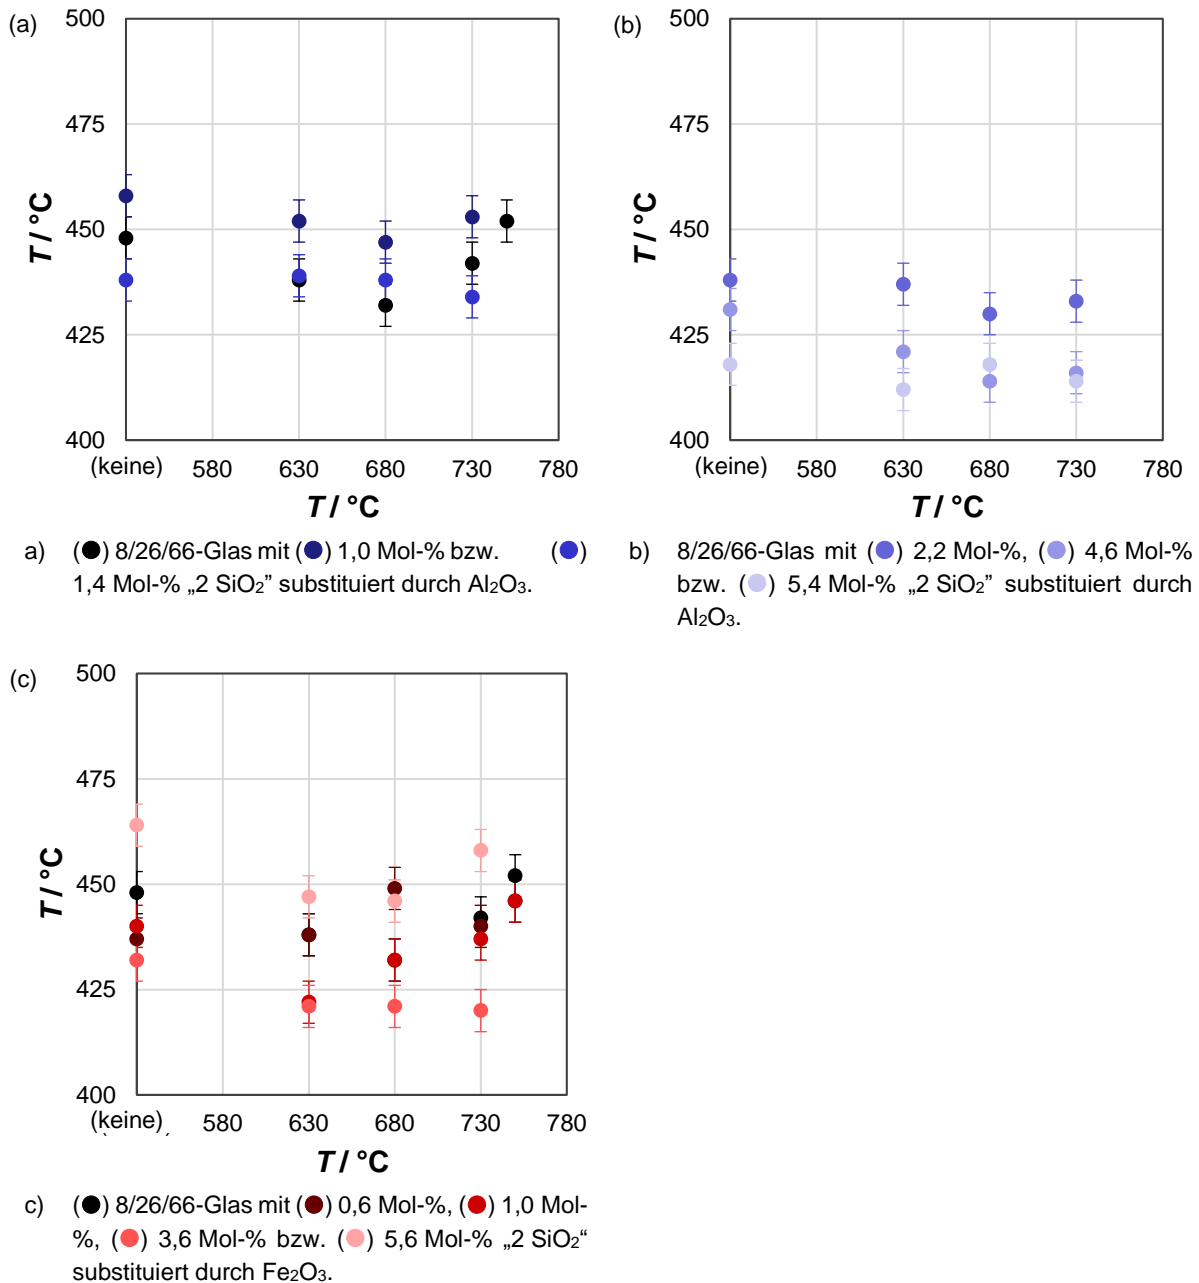 (a)
500
475
450
425
400
T / °C
(keine) 580 630 680 730 780
T / °C
a) (●) 8/26/66-Glas mit (●) 1,0 Mol-% bzw. (●)
1,4 Mol-% „2 SiO₂” substituiert durch Al₂O₃.
(b)
500
475
450
425
400
T / °C
(keine) 580 630 680 730 780
T / °C
b) 8/26/66-Glas mit (●) 2,2 Mol-%, (●) 4,6 Mol-%
bzw. (●) 5,4 Mol-% „2 SiO₂” substituiert durch
Al₂O₃.
(c)
500
475
450
425
400
T / °C
(keine) 580 630 680 730 780
T / °C
c) (●) 8/26/66-Glas mit (●) 0,6 Mol-%, (●) 1,0 Mol-
%, (●) 3,6 Mol-% bzw. (●) 5,6 Mol-% „2 SiO₂“
substituiert durch Fe₂O₃.